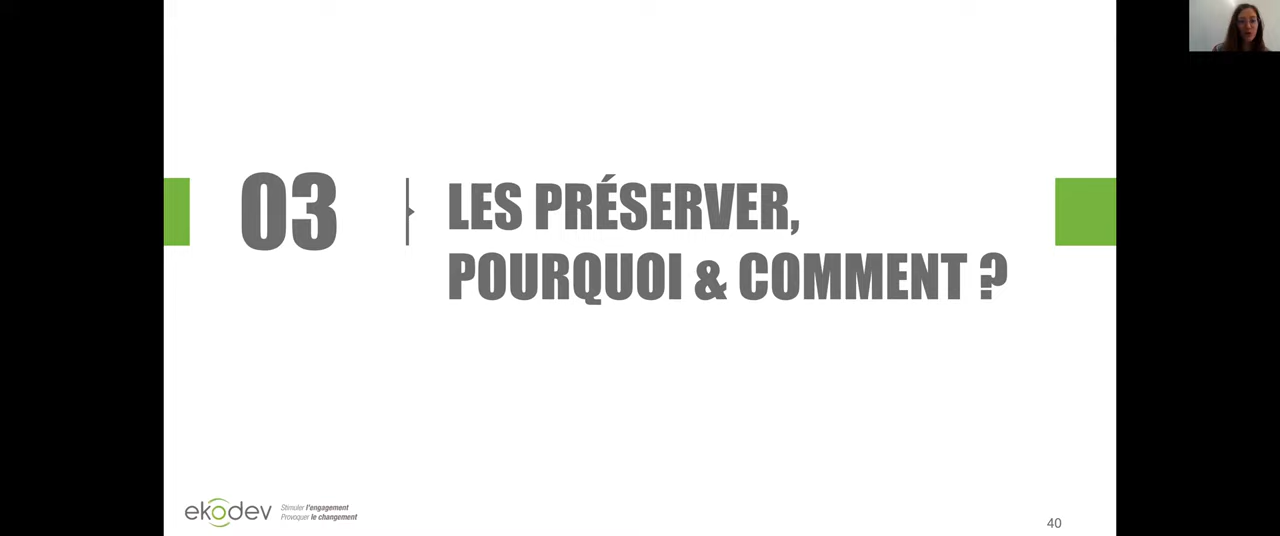 03
LES PRÉSERVER,
POURQUOI & COMMENT ?
ekodev
Stimuler l'engagement
Provoquer le changement
40